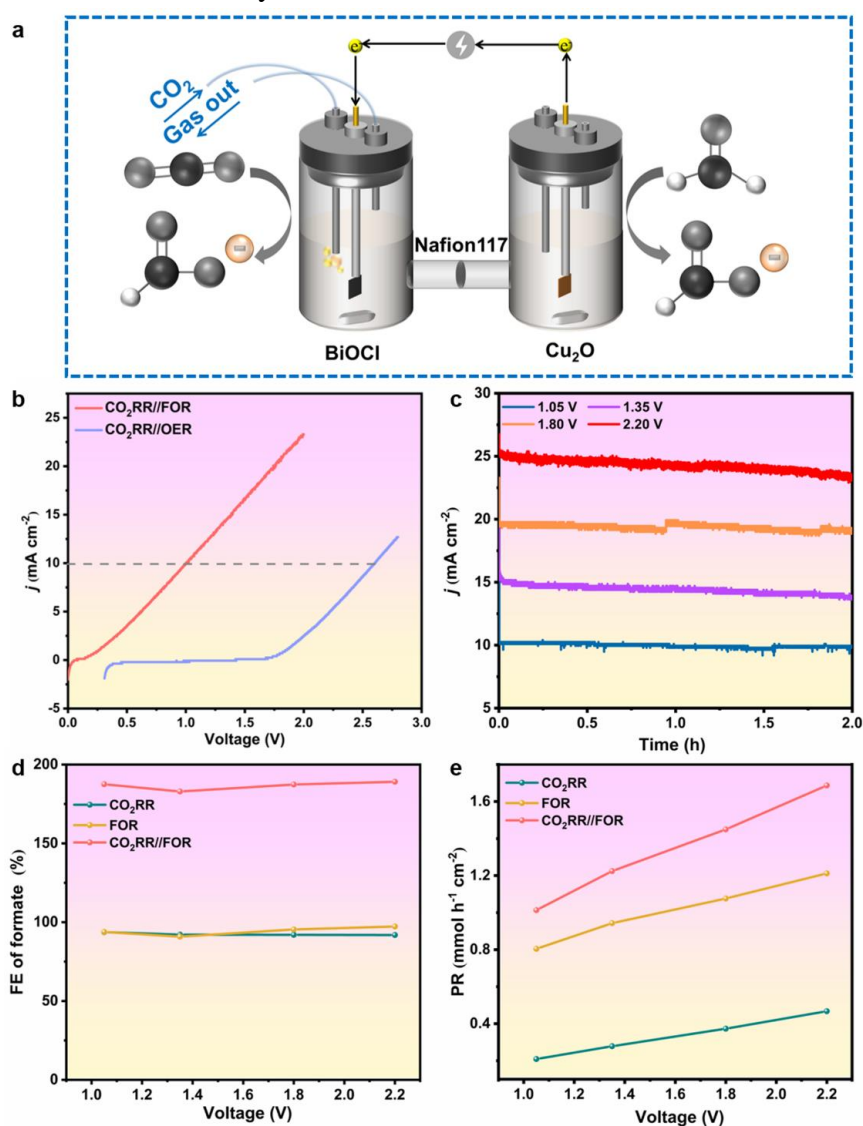 a
CO2
Gas out
e
e
Nafion117
BiOCl
Cu2O
b
CO2RR//FOR
CO2RR//OER
25
20
15
10
5
0
-5
j (mA cm-2)
0.0 0.5 1.0 1.5 2.0 2.5 3.0
Voltage (V)
c
1.05 V 1.35 V
1.80 V 2.20 V
30
25
20
15
10
5
j (mA cm-2)
0.0 0.5 1.0 1.5 2.0
Time (h)
d
CO2RR
FOR
CO2RR//FOR
200
150
100
50
0
FE of formate (%)
1.0 1.2 1.4 1.6 1.8 2.0 2.2
Voltage (V)
e
CO2RR
FOR
CO2RR//FOR
1.6
1.2
0.8
0.4
PR (mmol h-1 cm-2)
1.0 1.2 1.4 1.6 1.8 2.0 2.2
Voltage (V)